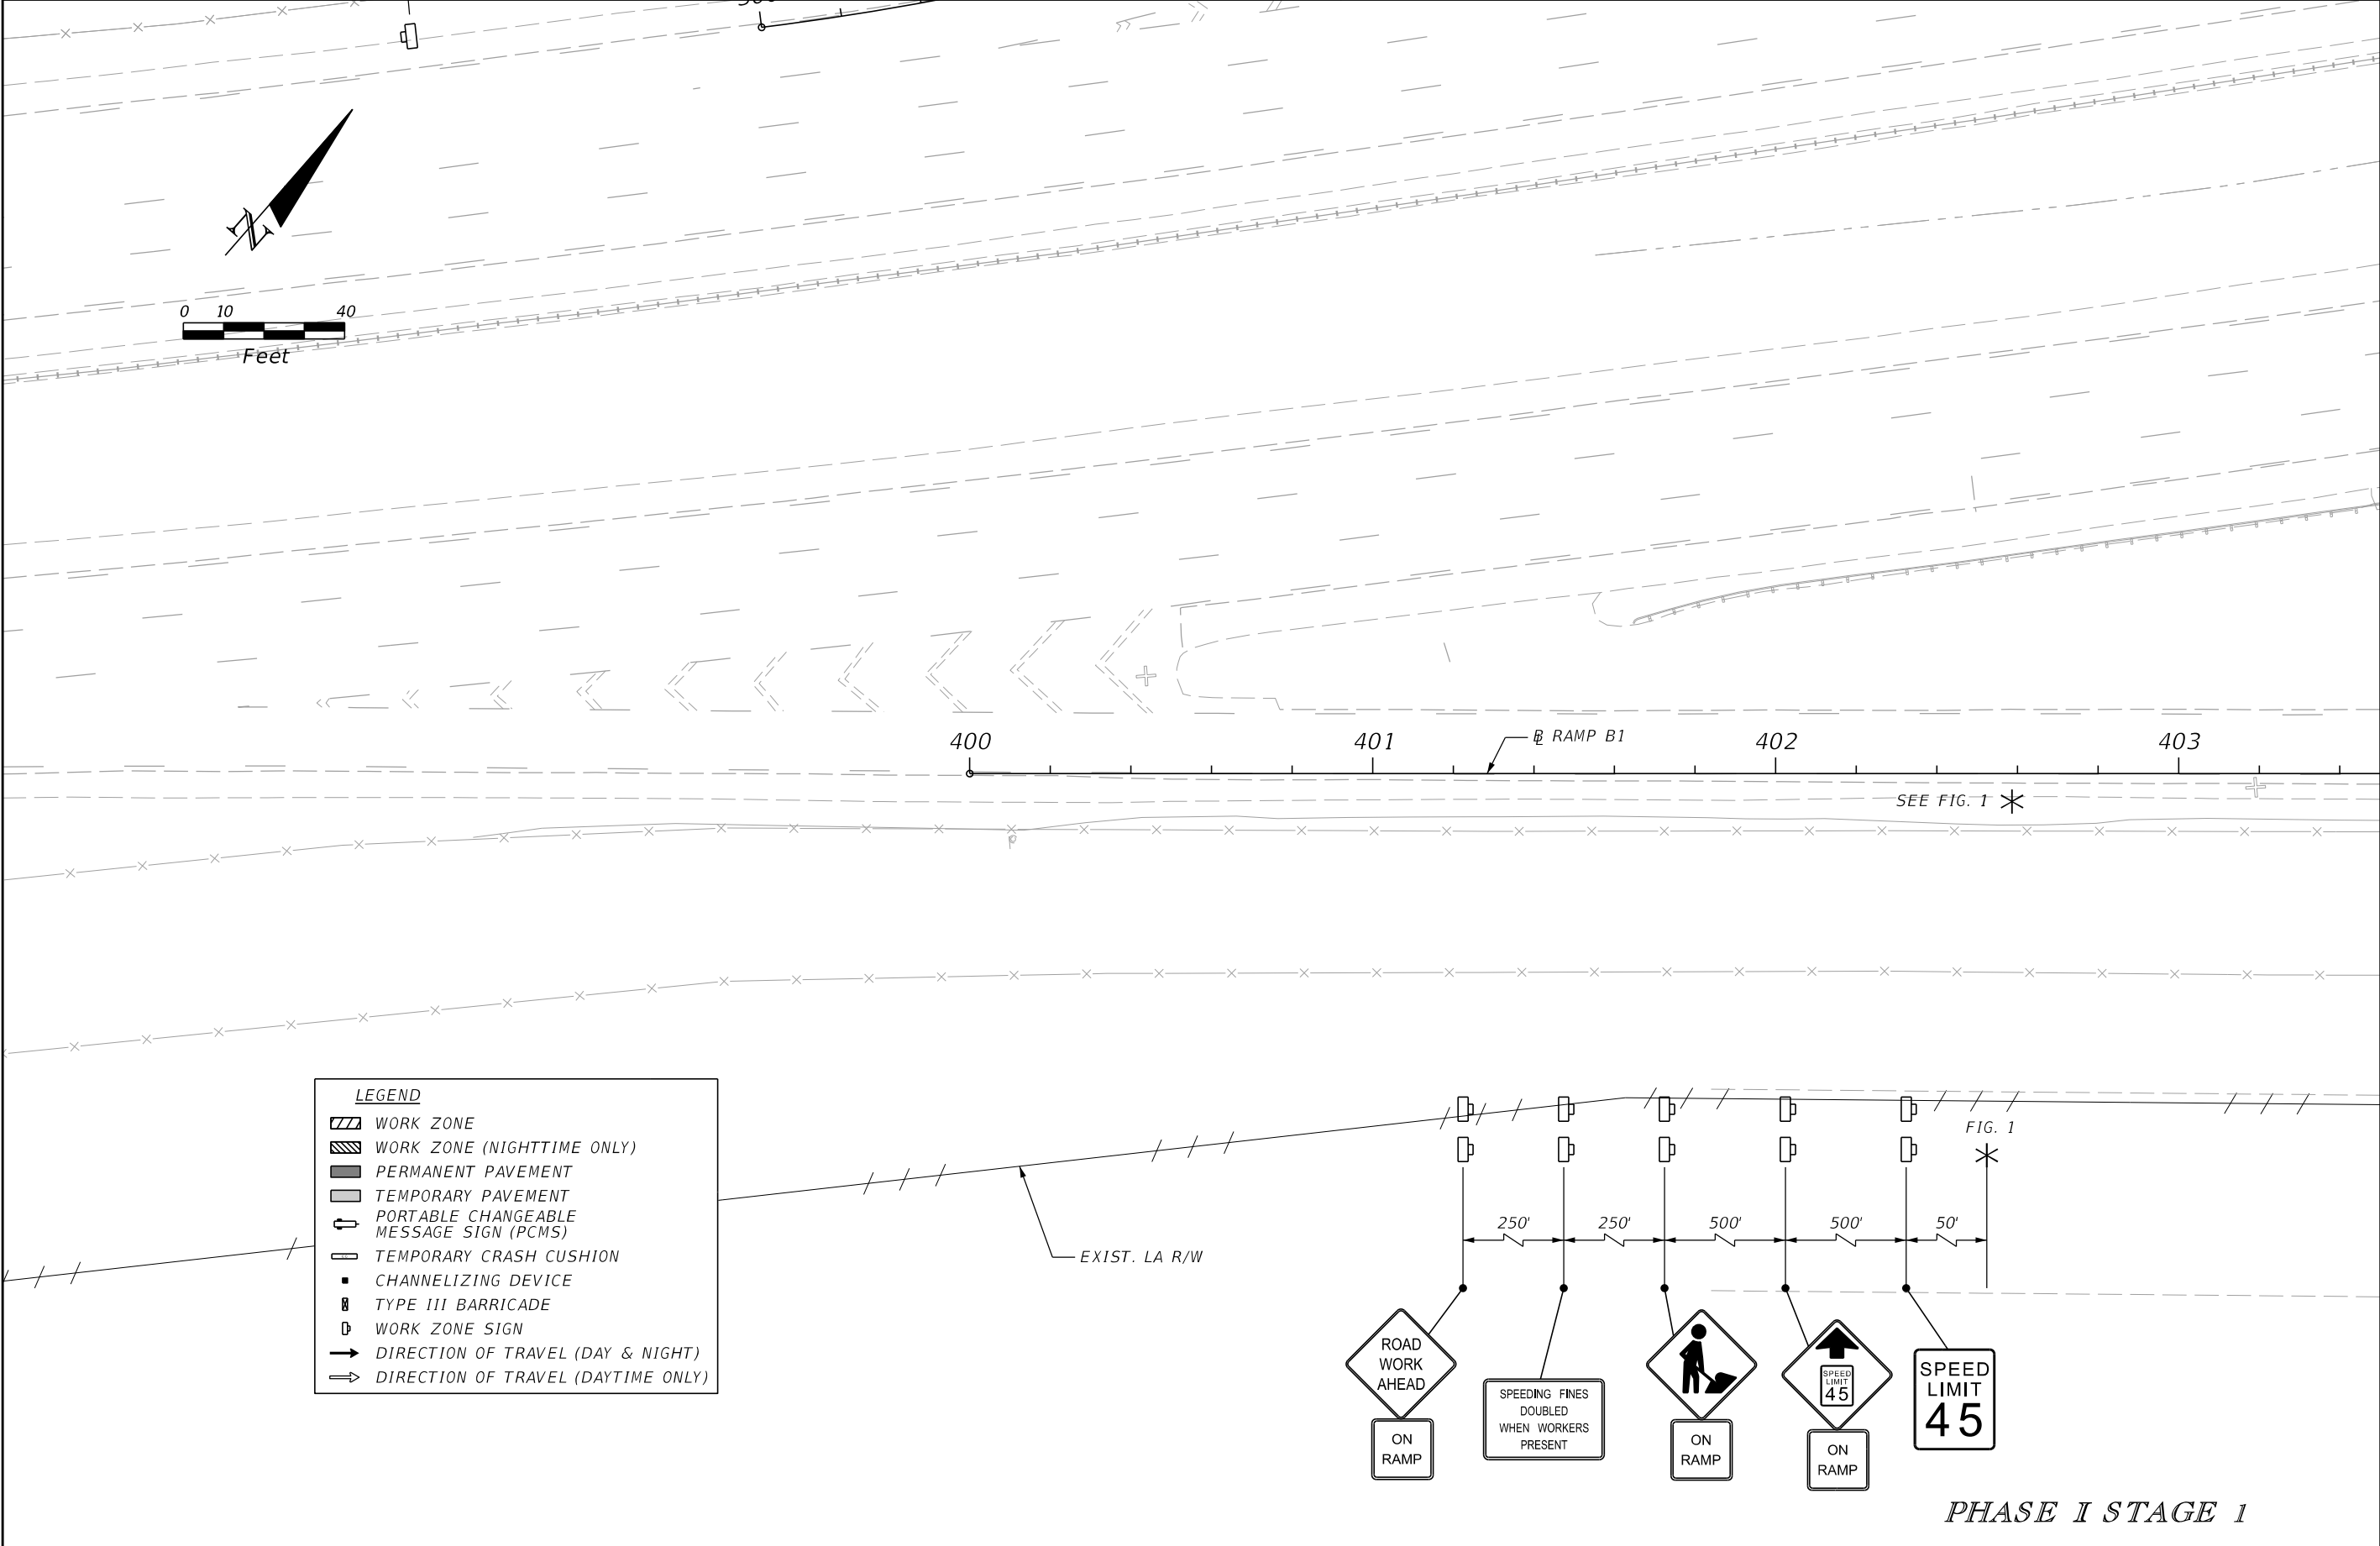 N
0 10 40
Feet
400 401 402 403
BL RAMP B1
SEE FIG. 1
LEGEND
WORK ZONE
WORK ZONE (NIGHTTIME ONLY)
PERMANENT PAVEMENT
TEMPORARY PAVEMENT
PORTABLE CHANGEABLE
MESSAGE SIGN (PCMS)
TEMPORARY CRASH CUSHION
CHANNELIZING DEVICE
TYPE III BARRICADE
WORK ZONE SIGN
DIRECTION OF TRAVEL (DAY & NIGHT)
DIRECTION OF TRAVEL (DAYTIME ONLY)
EXIST. LA R/W
FIG. 1
250' 250' 500' 500' 50'
ROAD
WORK
AHEAD
ON
RAMP
SPEEDING FINES
DOUBLED
WHEN WORKERS
PRESENT
ON
RAMP
SPEED
LIMIT
45
ON
RAMP
SPEED
LIMIT
45
PHASE I STAGE 1